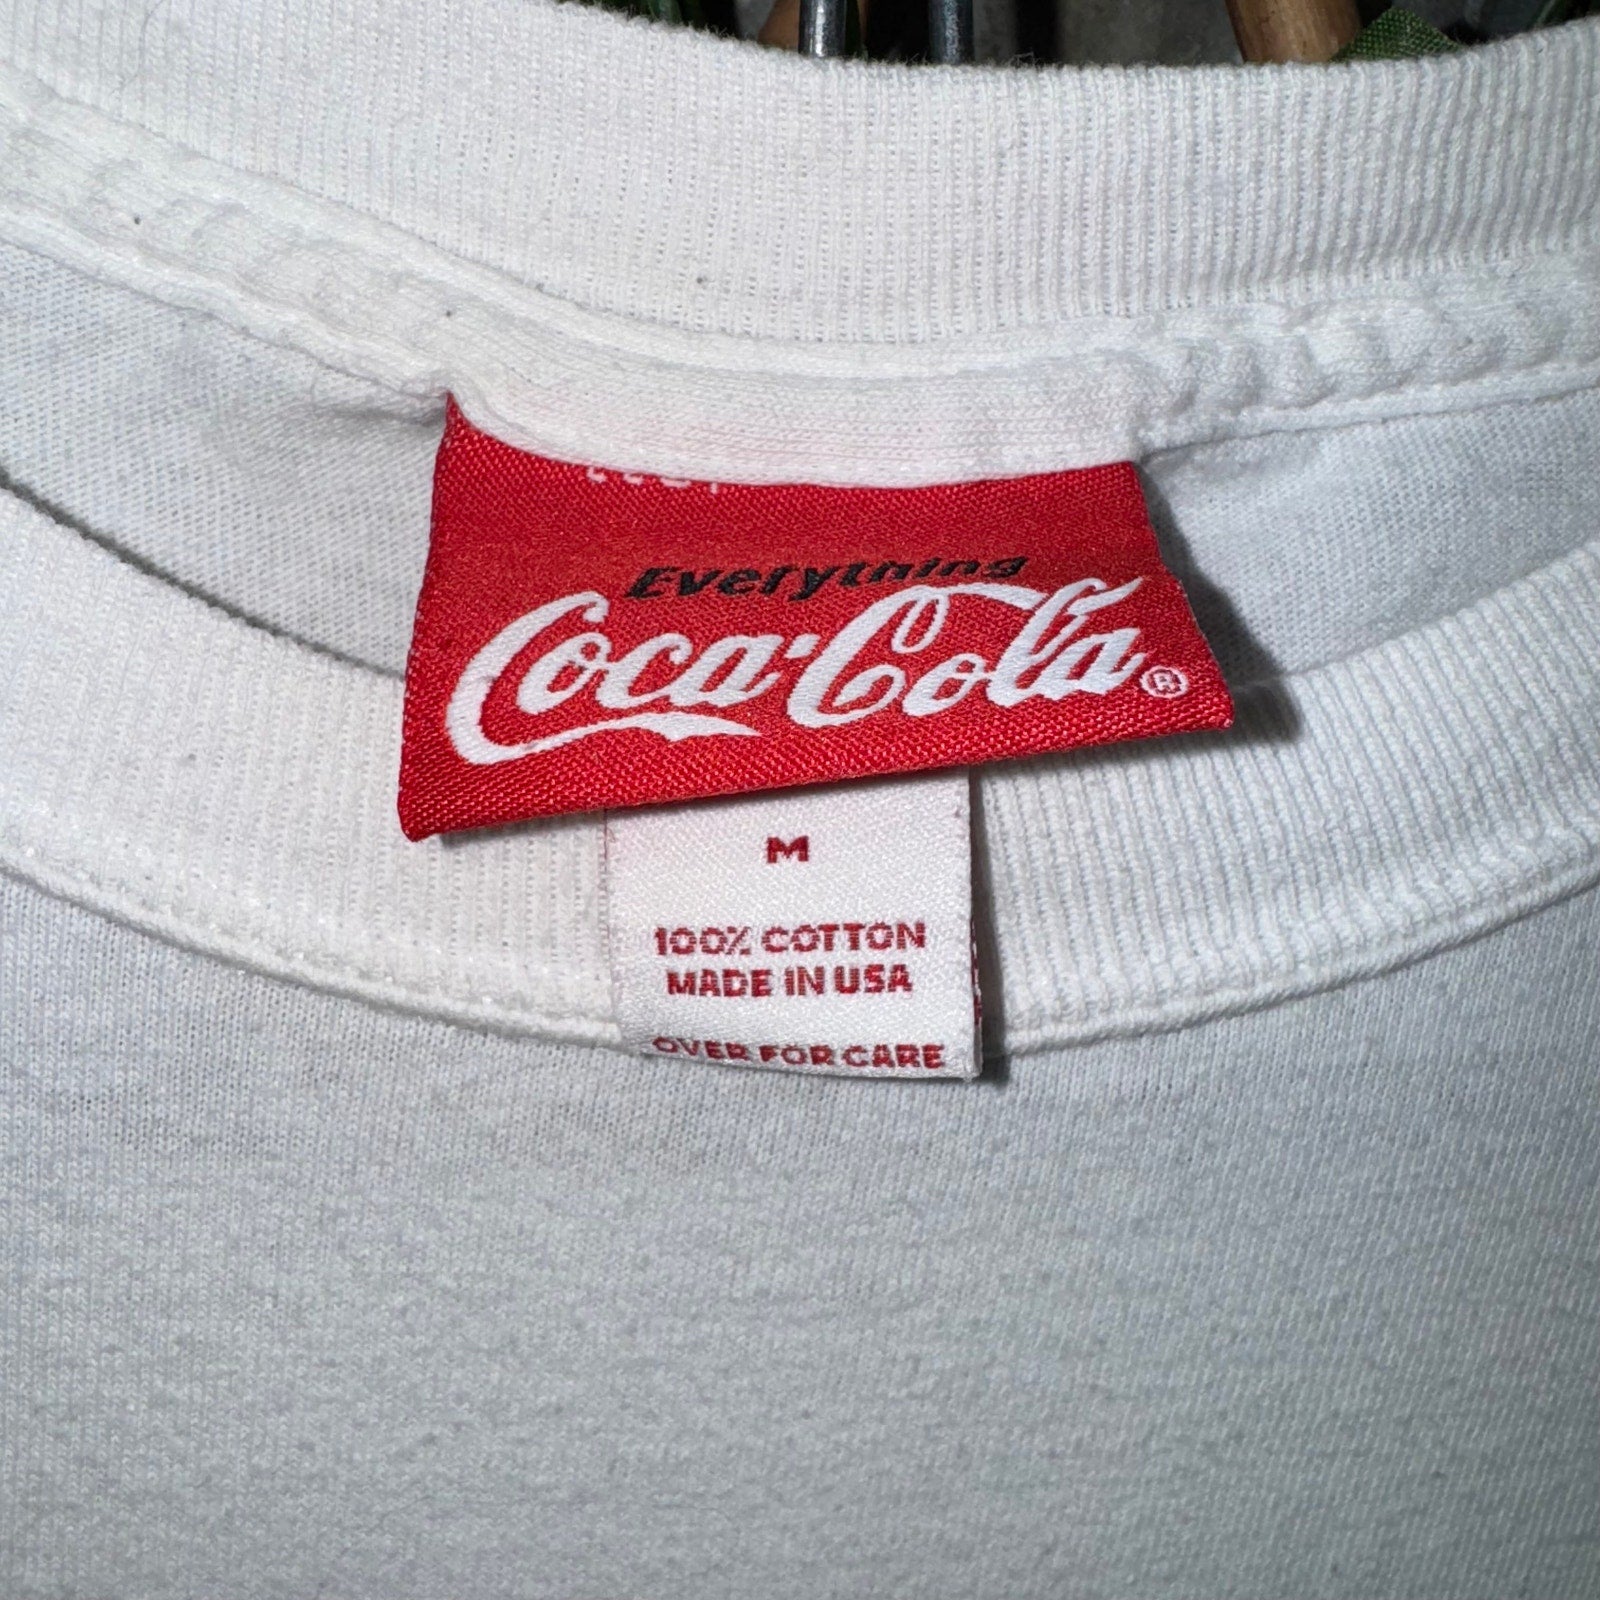 Everything
Coca-Cola®
M
100% COTTON
MADE IN USA
OVER FOR CARE